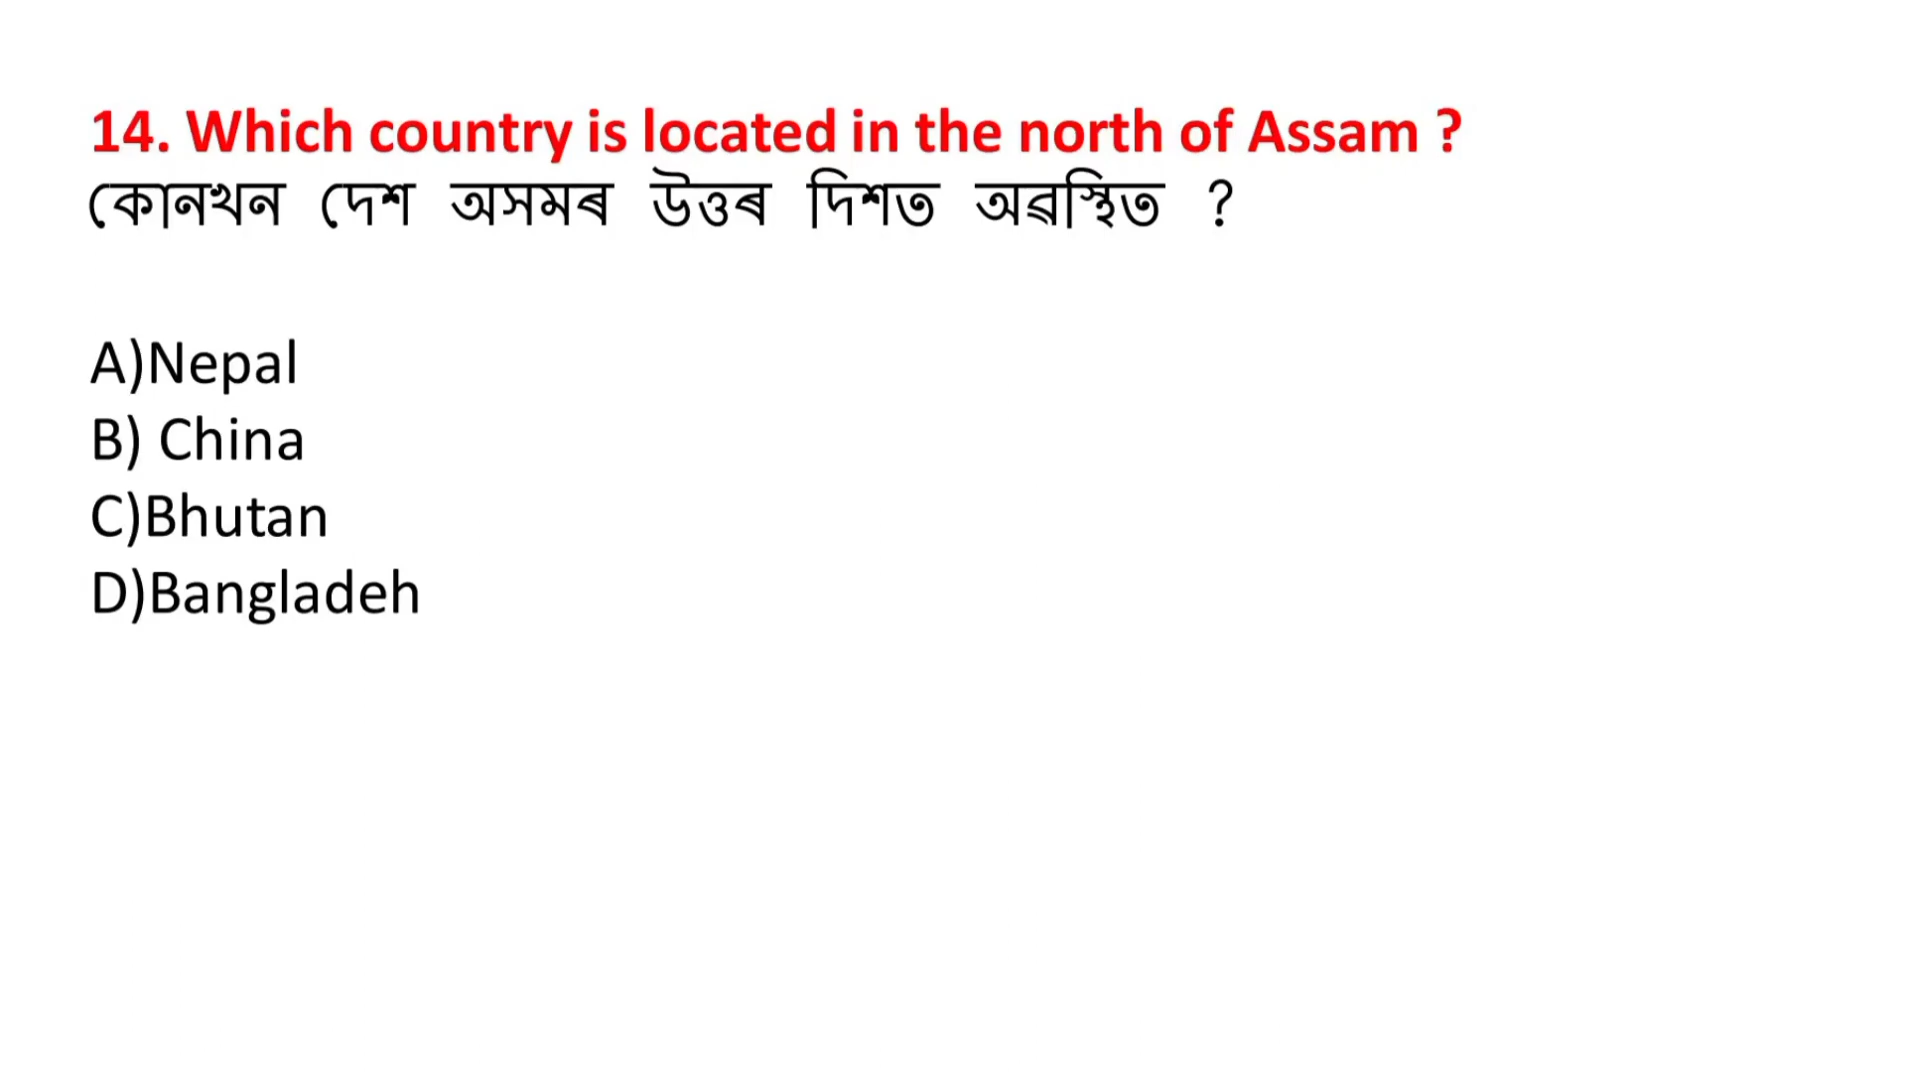 14. Which country is located in the north of Assam ?
কোনখন দেশ অসমৰ উত্তৰ দিশত অৱস্থিত ?
A)Nepal
B) China
C)Bhutan
D)Bangladeh